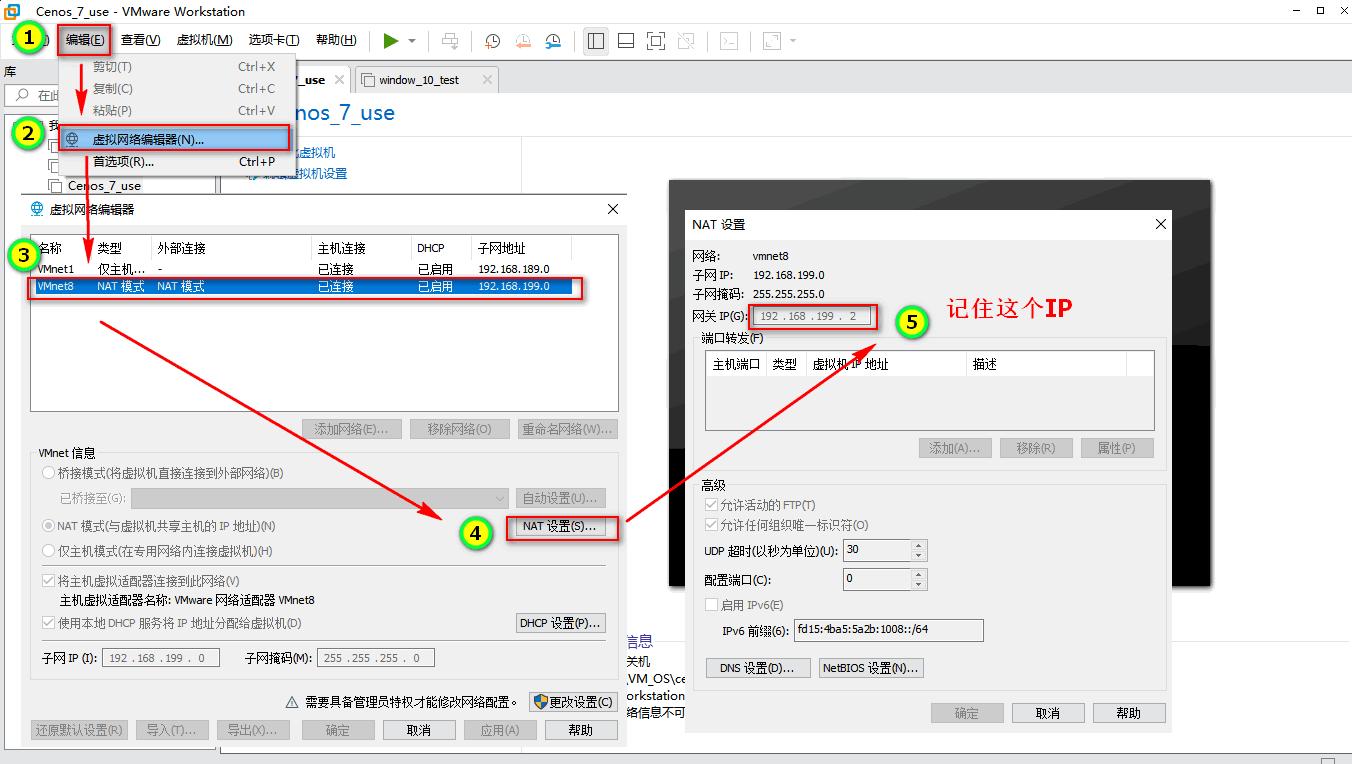 Cenos_7_use - VMware Workstation
1
编辑(E) 查看(V) 虚拟机(M) 选项卡(T) 帮助(H)
库
剪切(T) Ctrl+X
复制(C) Ctrl+C
粘贴(P) Ctrl+V
2
虚拟网络编辑器(N)...
首选项(R)... Ctrl+P
Cenos_7_use
_use
window_10_test
nos_7_use
虚拟机
虚拟机设置
虚拟网络编辑器
3
名称 类型 外部连接 主机连接 DHCP 子网地址
VMnet1 仅主机... - 已连接 已启用 192.168.189.0
VMnet8 NAT 模式 NAT 模式 已连接 已启用 192.168.199.0
添加网络(E)... 移除网络(O) 重命名网络(W)...
VMnet 信息
桥接模式(将虚拟机直接连接到外部网络)(B)
已桥接至(G): 自动设置(U)...
NAT 模式(与虚拟机共享主机的 IP 地址)(N)
4
NAT 设置(S)...
仅主机模式(在专用网络内连接虚拟机)(H)
将主机虚拟适配器连接到此网络(V)
主机虚拟适配器名称: VMware 网络适配器 VMnet8
使用本地 DHCP 服务将 IP 地址分配给虚拟机(D)
DHCP 设置(P)...
子网 IP (I): 192 . 168 . 199 . 0 子网掩码(M): 255 . 255 . 255 . 0
需要具备管理员特权才能修改网络配置。 更改设置(C)
还原默认设置(R) 导入(T)... 导出(X)... 确定 取消 应用(A) 帮助
NAT 设置
网络: vmnet8
子网 IP: 192.168.199.0
子网掩码: 255.255.255.0
网关 IP(G): 192 . 168 . 199 . 2
5
记住这个IP
端口转发(F)
主机端口 类型 虚拟机 IP 地址 描述
添加(A)... 移除(R) 属性(P)
高级
允许活动的 FTP(T)
允许任何组织唯一标识符(O)
UDP 超时(以秒为单位)(U): 30
配置端口(C): 0
启用 IPv6(E)
IPv6 前缀(6): fd15:4ba5:5a2b:1008::/64
DNS 设置(D)... NetBIOS 设置(N)...
确定 取消 帮助
信息
关机
\VM_OS\ce
orkstation
络信息不可